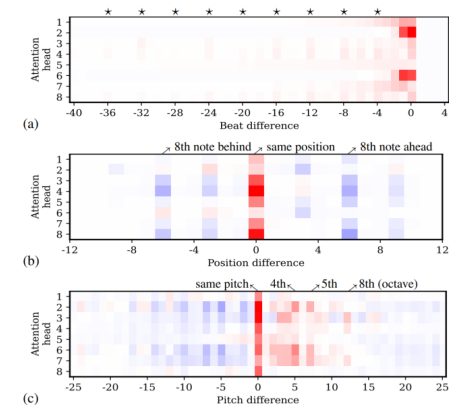 ★ ★ ★ ★ ★ ★ ★ ★ ★
Attention head
1
2
3
4
5
6
7
8
-40 -36 -32 -28 -24 -20 -16 -12 -8 -4 0 4
(a) Beat difference
↗ 8th note behind ↗ same position ↗ 8th note ahead
Attention head
1
2
3
4
5
6
7
8
-12 -8 -4 0 4 8 12
(b) Position difference
same pitch 4th 5th 8th (octave)
Attention head
1
2
3
4
5
6
7
8
-25 -20 -15 -10 -5 0 5 10 15 20 25
(c) Pitch difference